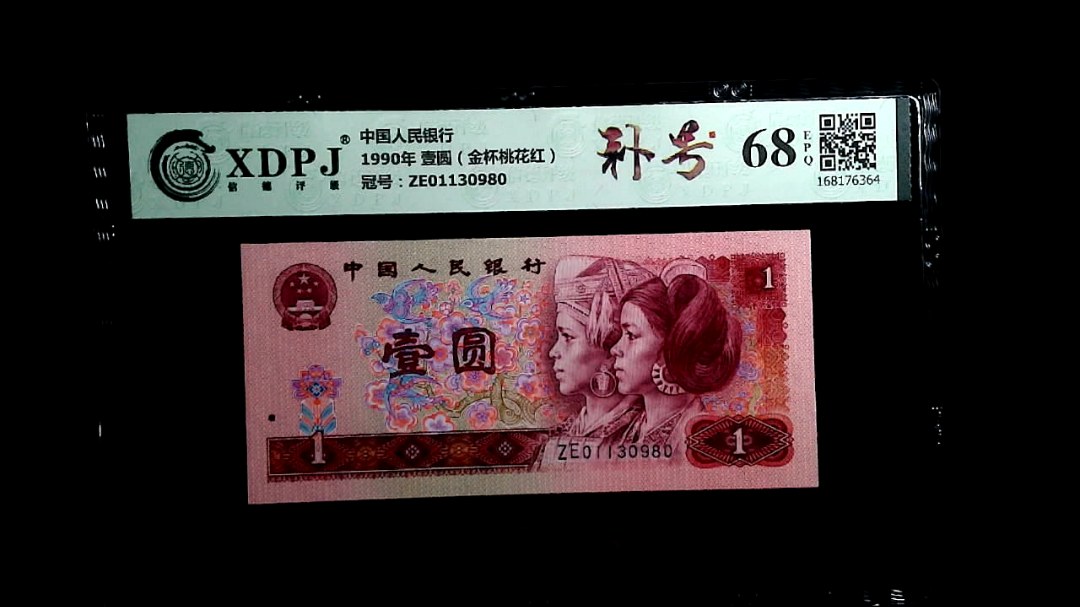 XDPJ®
信德评级
中国人民银行
1990年 壹圆（金杯桃花红）
冠号：ZE01130980
补号
68
EPQ
168176364
中国人民银行
1
壹圆
1
ZE01130980
1